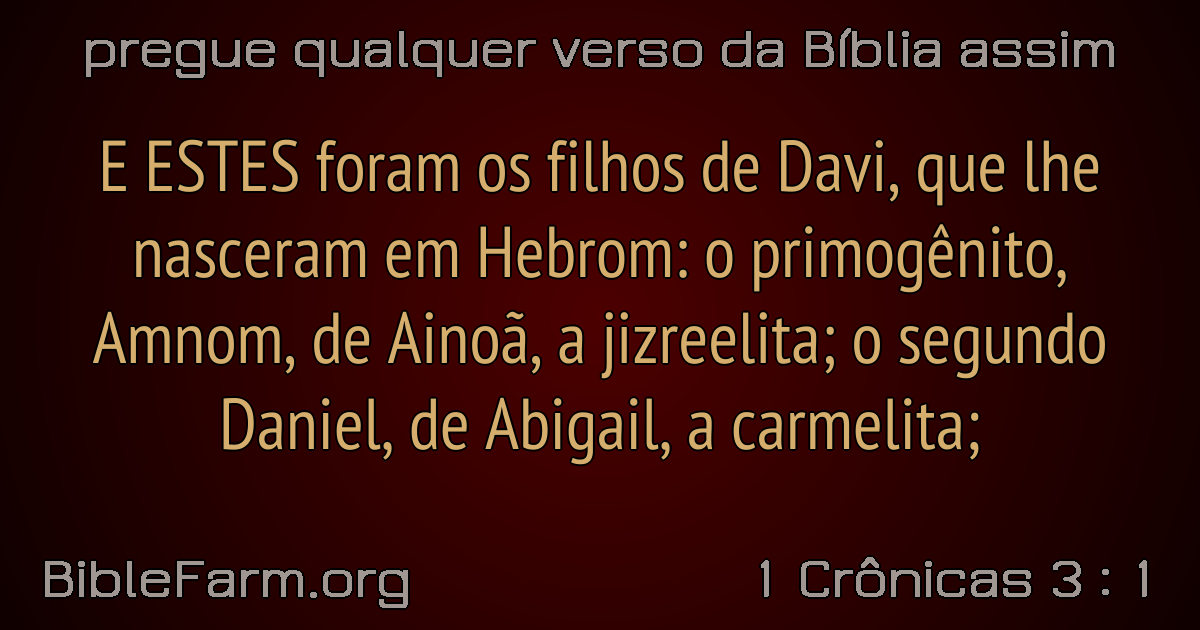 pregue qualquer verso da Bíblia assim
E ESTES foram os filhos de Davi, que lhe
nasceram em Hebrom: o primogênito,
Amnom, de Ainoã, a jizreelita; o segundo
Daniel, de Abigail, a carmelita;
BibleFarm.org
1 Crônicas 3 : 1